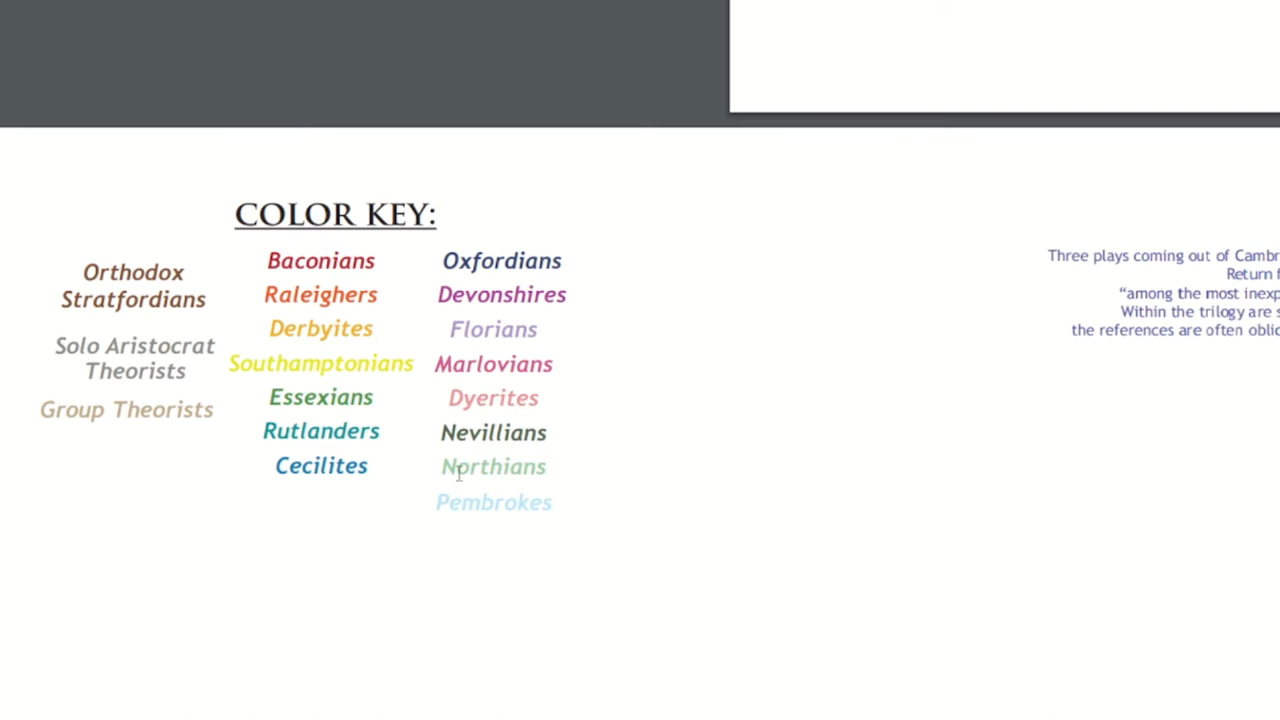 COLOR KEY:
Orthodox
Stratfordians
Solo Aristocrat
Theorists
Group Theorists
Baconians
Raleighers
Derbyites
Southamptonians
Essexians
Rutlanders
Cecilites
Oxfordians
Devonshires
Florians
Marlovians
Dyerites
Nevillians
Northians
Pembrokes
Three plays coming out of Cambr
Return f
“among the most inexp
Within the trilogy are s
the references are often obliq